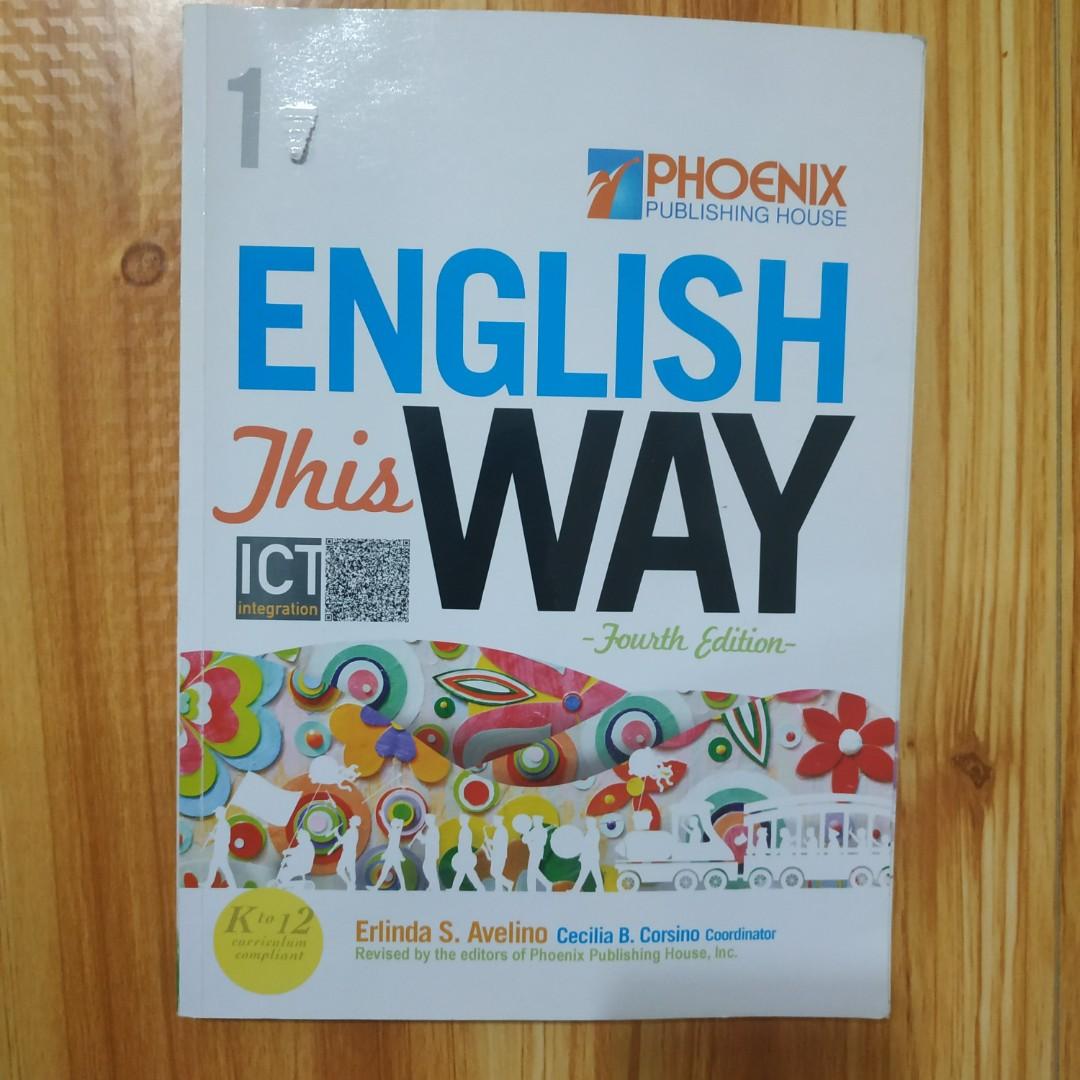 1
PHOENIX
PUBLISHING HOUSE
ENGLISH
This WAY
ICT
integration
-Fourth Edition-
K to 12
curriculum
compliant
Erlinda S. Avelino Cecilia B. Corsino Coordinator
Revised by the editors of Phoenix Publishing House, Inc.